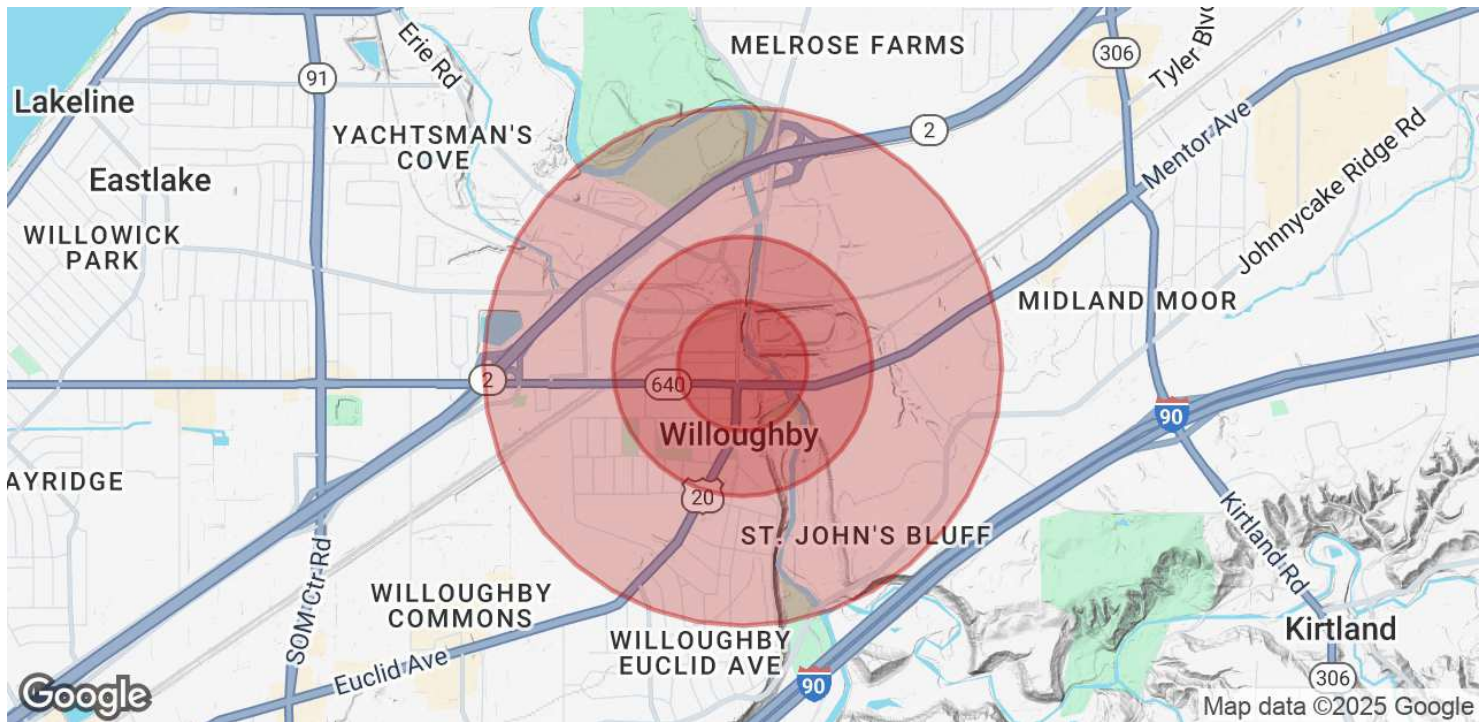 MELROSE FARMS
Erie Rd
91
306
Tyler Blvd
Lakeline
YACHTSMAN'S
COVE
2
Mentor Ave
Johnnycake Ridge Rd
Eastlake
WILLOWICK
PARK
MIDLAND MOOR
2
640
90
Willoughby
AYRIDGE
20
ST. JOHN'S BLUFF
Kirtland Rd
SOM Ctr Rd
WILLOUGHBY
COMMONS
WILLOUGHBY
EUCLID AVE
Kirtland
Euclid Ave
90
306
Google
Map data ©2025 Google